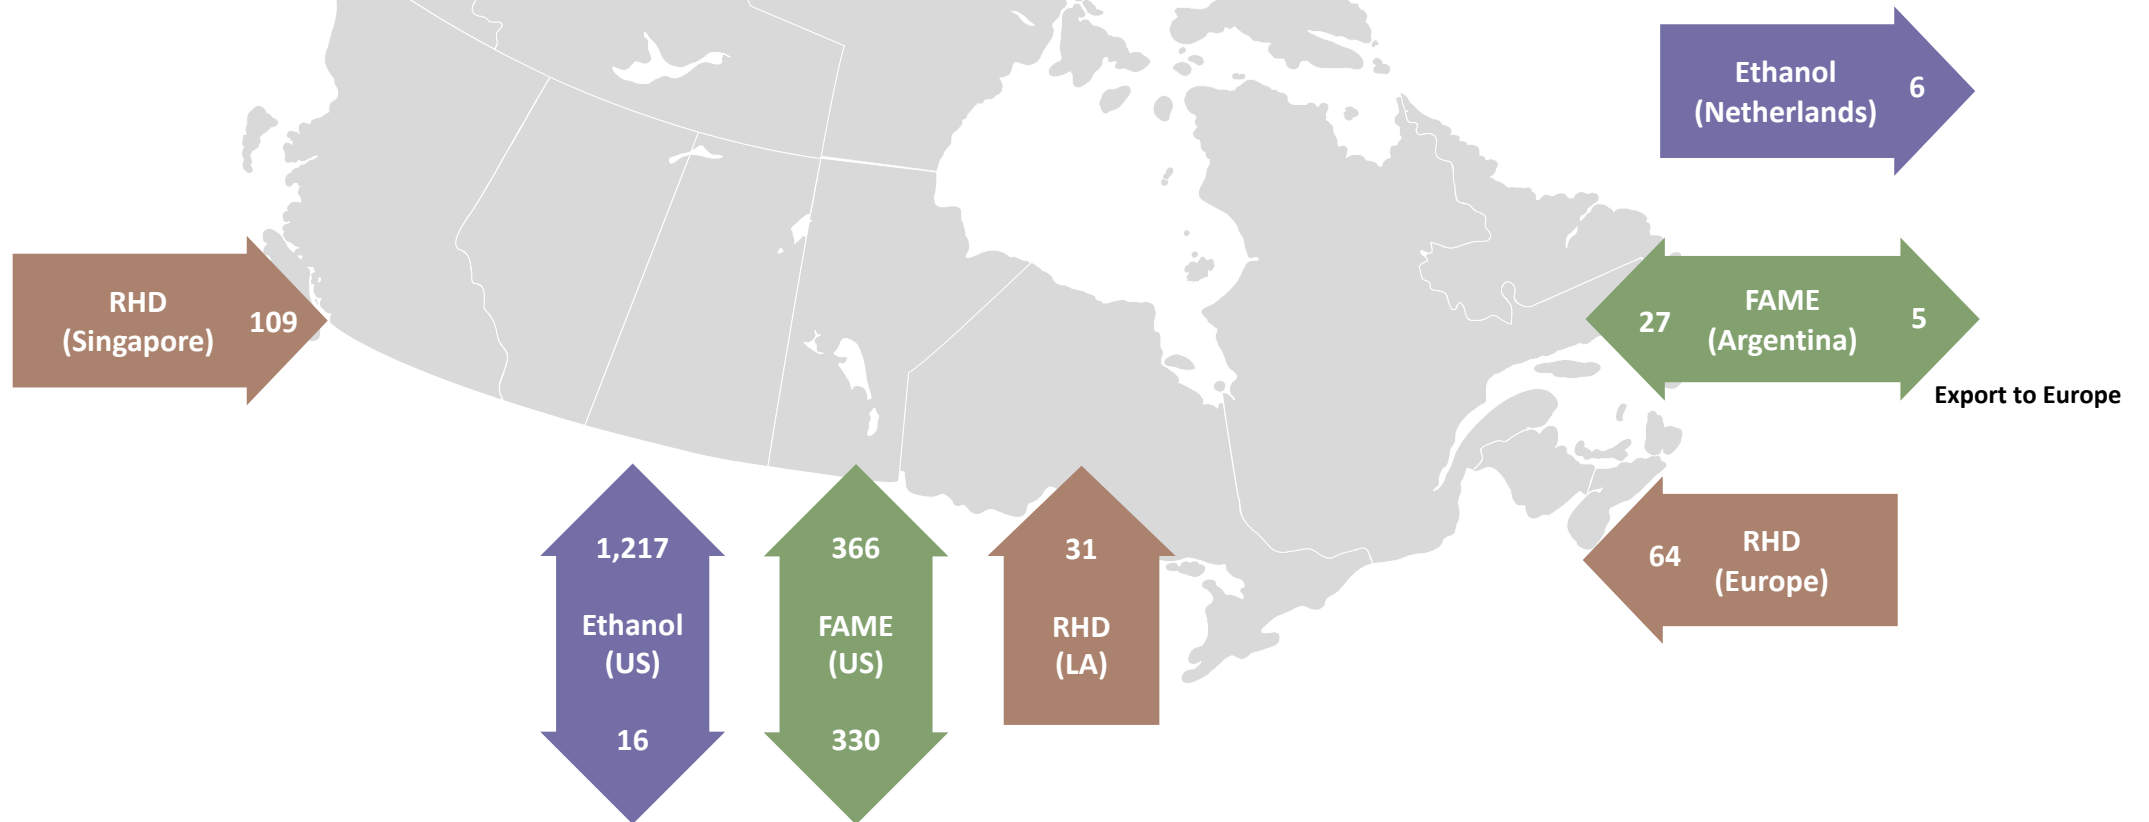 Ethanol
(Netherlands)
6
RHD
(Singapore)
109
27
FAME
(Argentina)
5
Export to Europe
1,217
Ethanol
(US)
16
366
FAME
(US)
330
31
RHD
(LA)
64
RHD
(Europe)